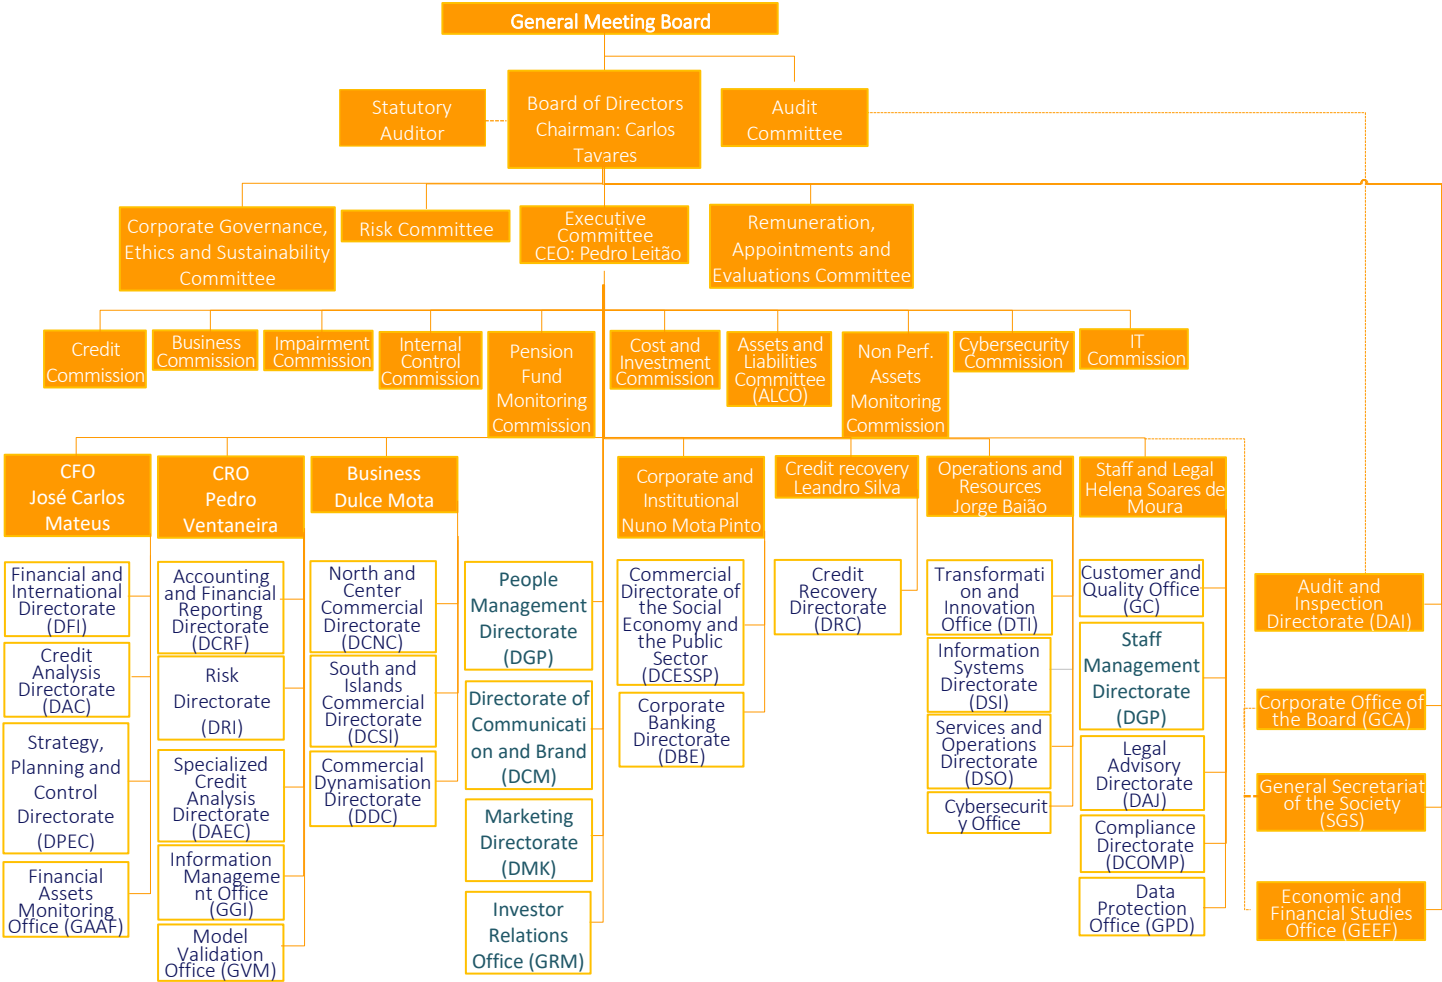 General Meeting Board
Statutory
Auditor
Board of Directors
Chairman: Carlos
Tavares
Audit
Committee
Corporate Governance,
Ethics and Sustainability
Committee
Risk Committee
Executive
Committee
CEO: Pedro Leitão
Remuneration,
Appointments and
Evaluations Committee
Credit
Commission
Business
Commission
Impairment
Commission
Internal
Control
Commission
Pension
Fund
Monitoring
Commission
Cost and
Investment
Commission
Assets and
Liabilities
Committee
(ALCO)
Non Perf.
Assets
Monitoring
Commission
Cybersecurity
Commission
IT
Commission
CFO
José Carlos
Mateus
CRO
Pedro
Ventaneira
Business
Dulce Mota
Corporate and
Institutional
Nuno Mota Pinto
Credit recovery
Leandro Silva
Operations and
Resources
Jorge Baião
Staff and Legal
Helena Soares de
Moura
Financial and
International
Directorate
(DFI)
Credit
Analysis
Directorate
(DAC)
Strategy,
Planning and
Control
Directorate
(DPEC)
Financial
Assets
Monitoring
Office (GAAF)
Accounting
and Financial
Reporting
Directorate
(DCRF)
Risk
Directorate
(DRI)
Specialized
Credit
Analysis
Directorate
(DAEC)
Information
Manageme
nt Office
(GGI)
Model
Validation
Office (GVM)
North and
Center
Commercial
Directorate
(DCNC)
South and
Islands
Commercial
Directorate
(DCSI)
Commercial
Dynamisation
Directorate
(DDC)
People
Management
Directorate
(DGP)
Directorate of
Communicati
on and Brand
(DCM)
Marketing
Directorate
(DMK)
Investor
Relations
Office (GRM)
Commercial
Directorate of
the Social
Economy and
the Public
Sector
(DCESSP)
Corporate
Banking
Directorate
(DBE)
Credit
Recovery
Directorate
(DRC)
Transformati
on and
Innovation
Office (DTI)
Information
Systems
Directorate
(DSI)
Services and
Operations
Directorate
(DSO)
Cybersecurit
y Office
Customer and
Quality Office
(GC)
Staff
Management
Directorate
(DGP)
Legal
Advisory
Directorate
(DAJ)
Compliance
Directorate
(DCOMP)
Data
Protection
Office (GPD)
Audit and
Inspection
Directorate (DAI)
Corporate Office of
the Board (GCA)
General Secretariat
of the Society
(SGS)
Economic and
Financial Studies
Office (GEEF)